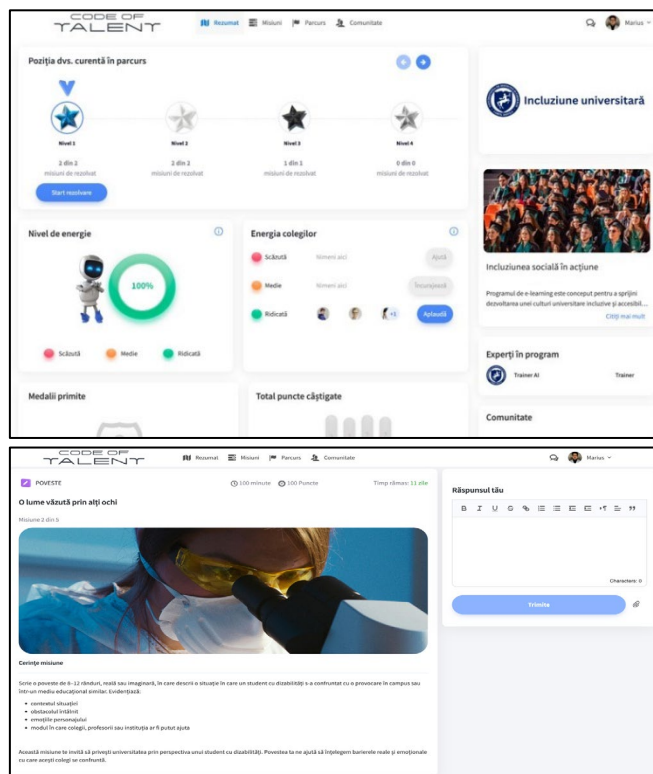 CODE OF TALENT
Rezumat Misiuni Parcurs Comunitate
Marius
Poziția dvs. curentă în parcurs
Nivel 1 Nivel 2 Nivel 3 Nivel 4
2 din 2 2 din 2 1 din 1 0 din 0
misiuni de rezolvat misiuni de rezolvat misiuni de rezolvat misiuni de rezolvat
Start rezolvare
Nivel de energie
100%
Scăzută Medie Ridicată
Energia colegilor
Scăzută Nimeni aici Ajută
Medie Nimeni aici Încurajează
Ridicată +1 Aplaudă
Medalii primite
Total puncte câștigate
Incluziune universitară
Incluziunea socială în acțiune
Programul de e-learning este conceput pentru a sprijini
dezvoltarea unei culturi universitare incluzive și accesibil...
Citiți mai mult
Experți în program
Trainer AI Trainer
Comunitate
CODE OF TALENT
Rezumat Misiuni Parcurs Comunitate
Marius
POVESTE 100 minute 100 Puncte Timp rămas: 11 zile
O lume văzută prin alți ochi
Misiune 2 din 5
Cerințe misiune
Scrie o poveste de 8–12 rânduri, reală sau imaginară, în care descrii o situație în care un student cu dizabilități s-a confruntat cu o provocare în campus sau
într-un mediu educațional similar. Evidențiază:
• contextul situației
• obstacolul întâlnit
• emoțiile personajului
• modul în care colegii, profesorii sau instituția ar fi putut ajuta
Această misiune te invită să privești universitatea prin perspectiva unui student cu dizabilități. Povestea ta ne ajută să înțelegem barierele reale și emoționale
cu care acești colegi se confruntă.
Răspunsul tău
B I U G
Characters: 0
Trimite